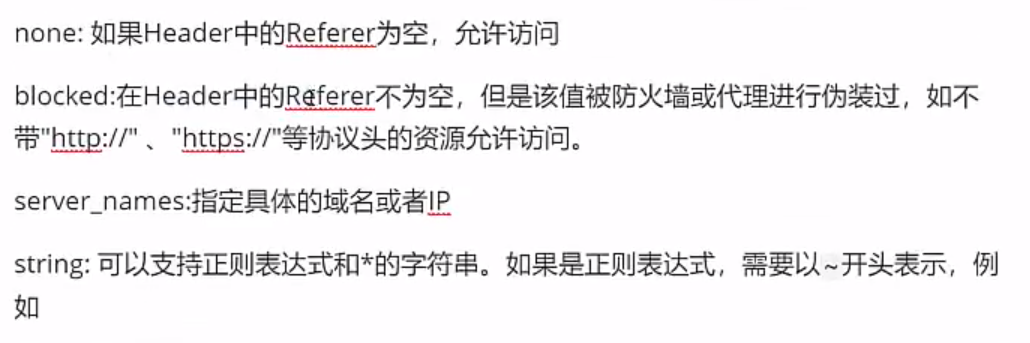 none: 如果Header中的Referer为空，允许访问
blocked:在Header中的Referer不为空，但是该值被防火墙或代理进行伪装过，如不
带"http://" 、"https://"等协议头的资源允许访问。
server_names:指定具体的域名或者IP
string: 可以支持正则表达式和*的字符串。如果是正则表达式，需要以~开头表示，例
如